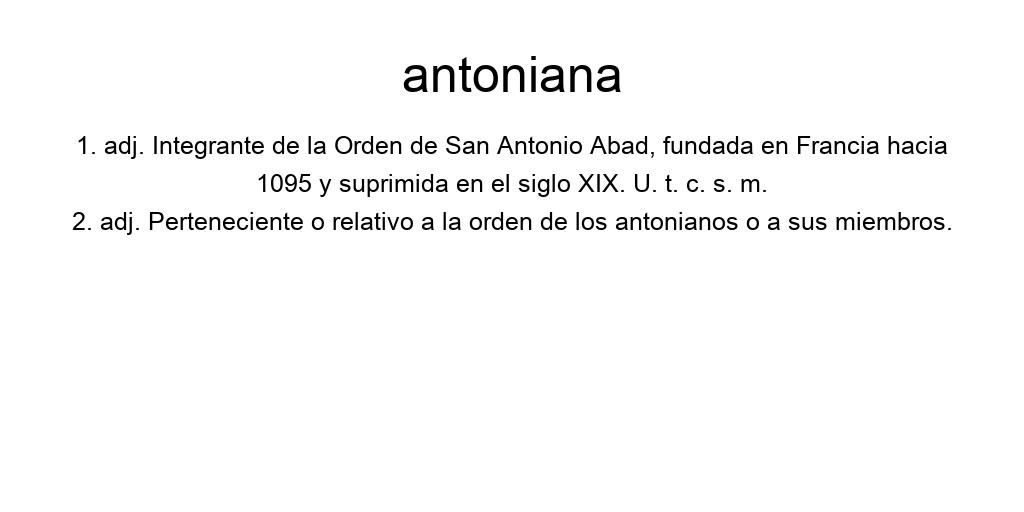 antoniana
1. adj. Integrante de la Orden de San Antonio Abad, fundada en Francia hacia
1095 y suprimida en el siglo XIX. U. t. c. s. m.
2. adj. Perteneciente o relativo a la orden de los antonianos o a sus miembros.